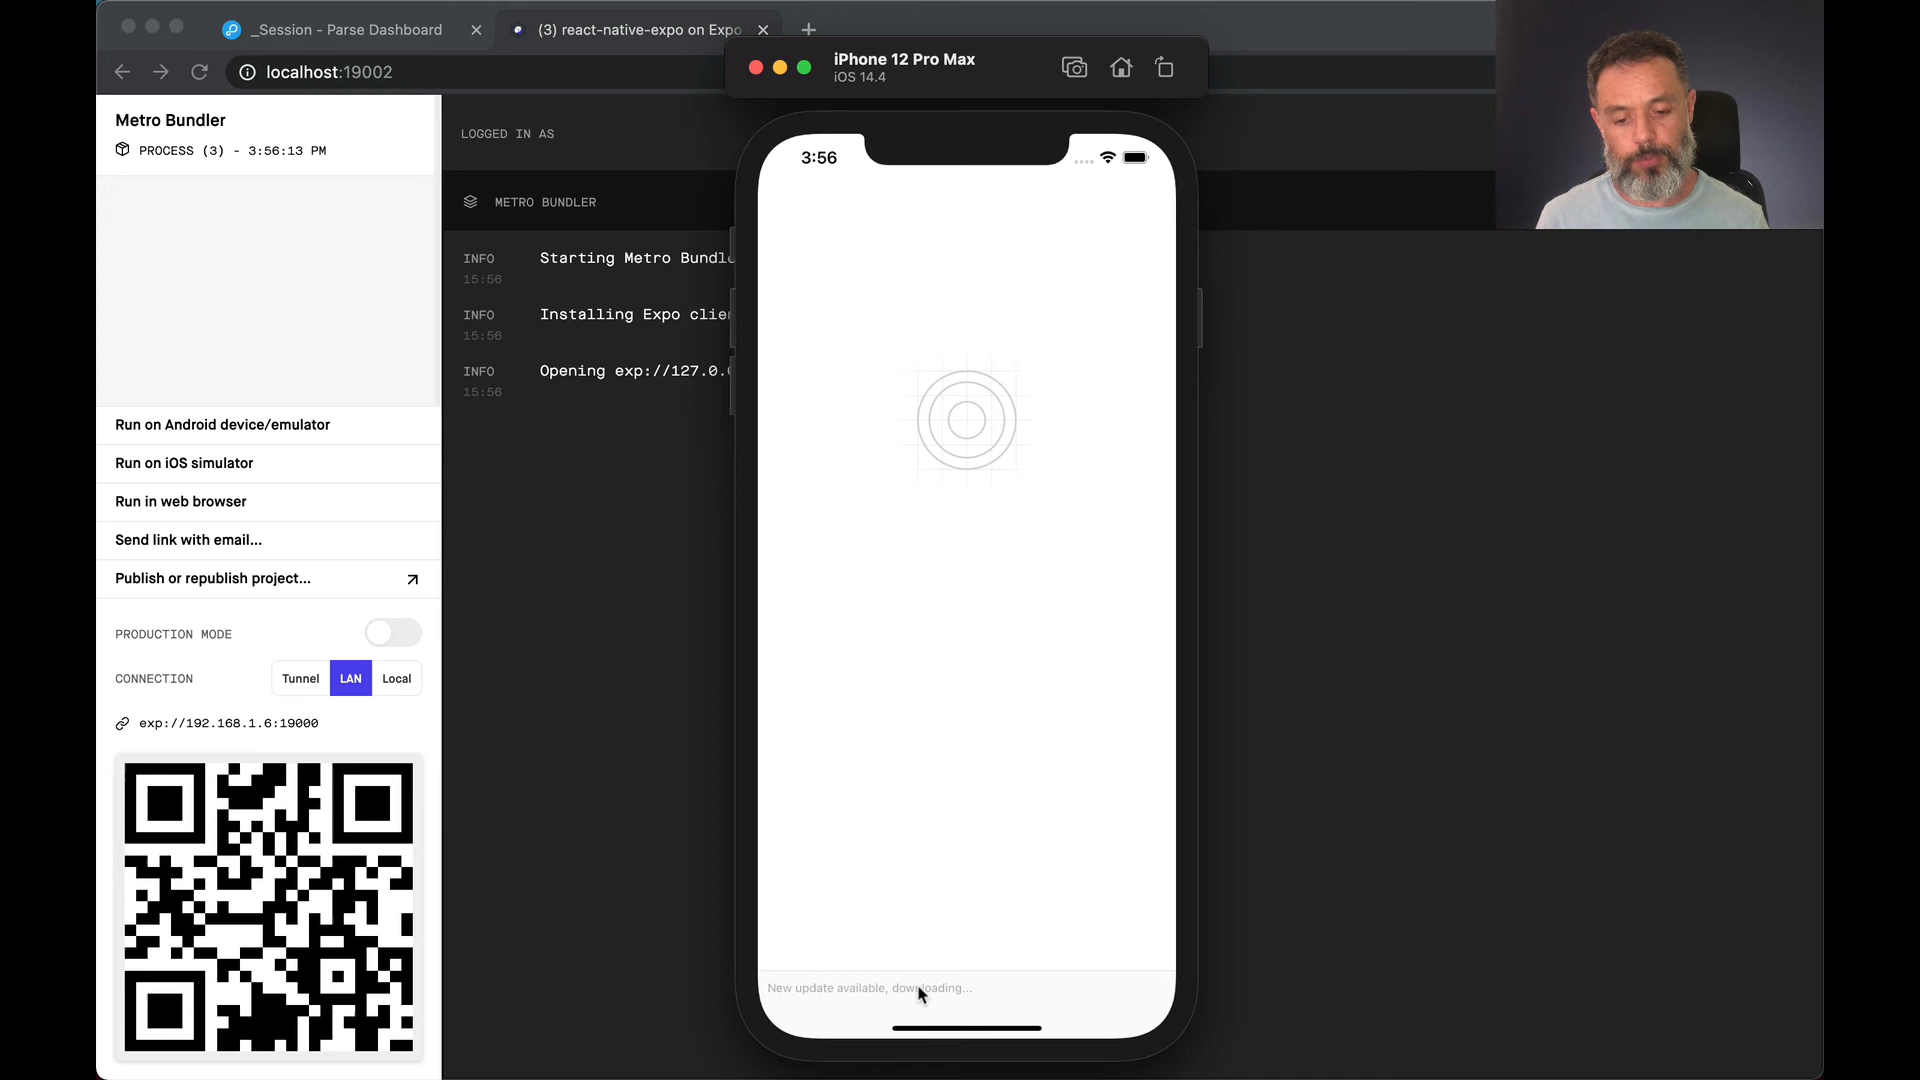 _Session - Parse Dashboard
(3) react-native-expo on Expo
localhost:19002
iPhone 12 Pro Max
iOS 14.4
Metro Bundler
PROCESS (3) - 3:56:13 PM
LOGGED IN AS
METRO BUNDLER
INFO
15:56
Starting Metro Bundle
INFO
15:56
Installing Expo clien
INFO
15:56
Opening exp://127.0.0
3:56
Run on Android device/emulator
Run on iOS simulator
Run in web browser
Send link with email...
Publish or republish project...
PRODUCTION MODE
CONNECTION
Tunnel
LAN
Local
exp://192.168.1.6:19000
New update available, downloading...